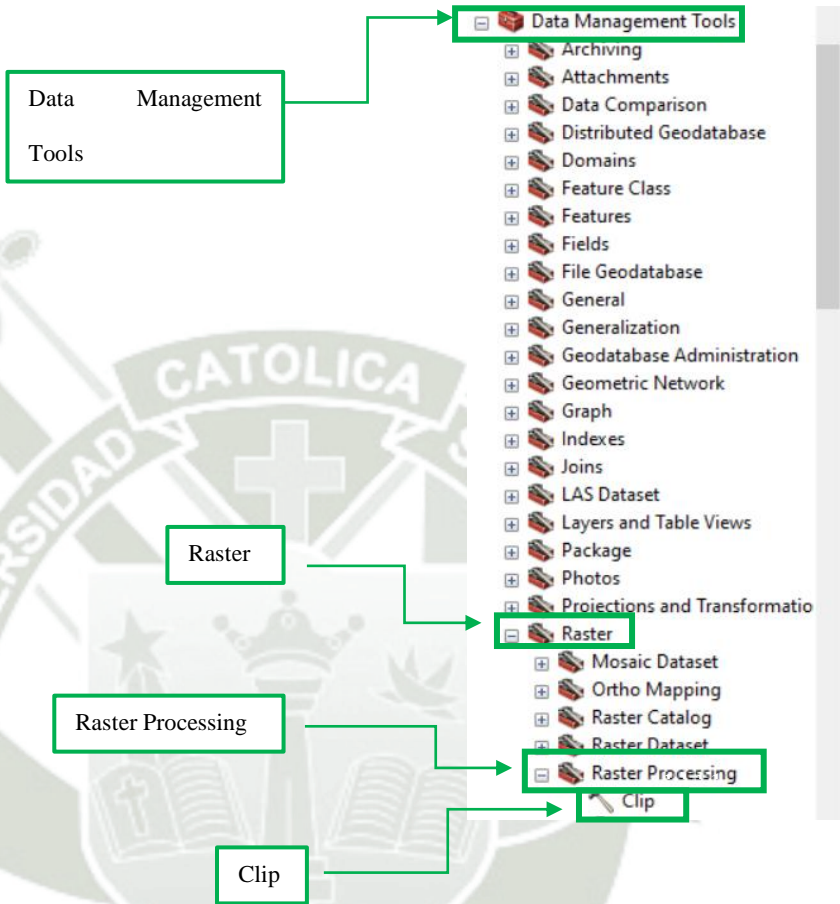 Data Management Tools
Archiving
Data Management
Tools
Attachments
Data Comparison
Distributed Geodatabase
Domains
Feature Class
Features
Fields
File Geodatabase
General
Generalization
Geodatabase Administration
Geometric Network
Graph
Indexes
Joins
LAS Dataset
Layers and Table Views
Package
Photos
Projections and Transformatio
Raster
Raster
Mosaic Dataset
Ortho Mapping
Raster Catalog
Raster Dataset
Raster Processing
Raster Processing
Clip
Clip
CATOLICA
ERSIDAD